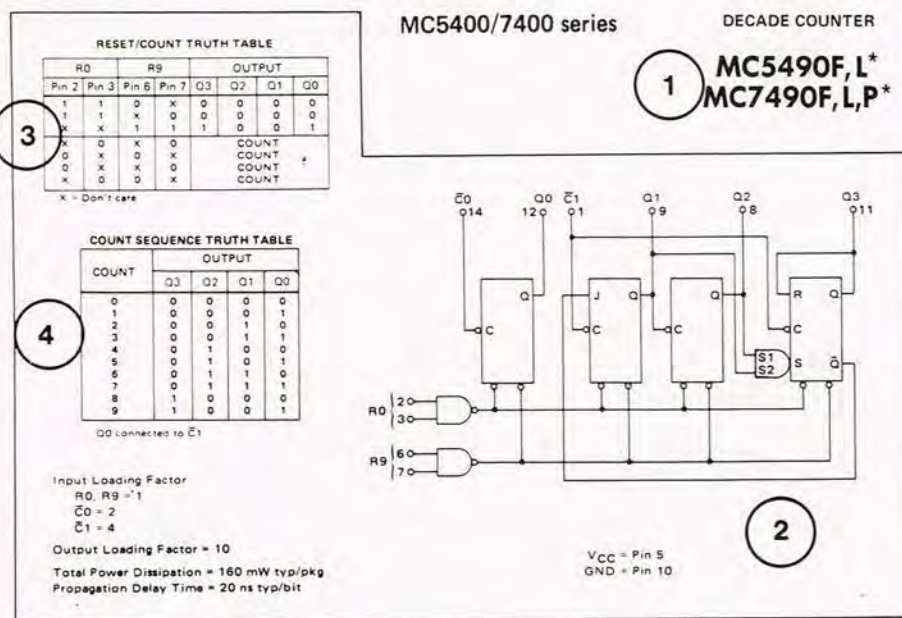 MC5400/7400 series
DECADE COUNTER
1
MC5490F,L*
MC7490F,L,P*
RESET/COUNT TRUTH TABLE
R0 R9 OUTPUT
Pin 2 Pin 3 Pin 6 Pin 7 Q3 Q2 Q1 Q0
1 1 0 X 0 0 0 0
1 1 X 0 0 0 0 0
X X 1 1 1 0 0 1
X 0 X 0 COUNT
0 X 0 X COUNT
0 X X 0 COUNT
X 0 0 X COUNT
X = Don't care
3
COUNT SEQUENCE TRUTH TABLE
COUNT OUTPUT
Q3 Q2 Q1 Q0
0 0 0 0 0
1 0 0 0 1
2 0 0 1 0
3 0 0 1 1
4 0 1 0 0
5 0 1 0 1
6 0 1 1 0
7 0 1 1 1
8 1 0 0 0
9 1 0 0 1
Q0 connected to C̅1
4
Input Loading Factor
R0, R9 = 1
C̅0 = 2
C̅1 = 4
Output Loading Factor = 10
Total Power Dissipation = 160 mW typ/pkg
Propagation Delay Time = 20 ns typ/bit
C̅0 Q0 C̅1 Q1 Q2 Q3
14 12 1 9 8 11
Q J Q Q R Q
C C C C
S1
S2
S Q̅
R0 2
3
R9 6
7
2
VCC = Pin 5
GND = Pin 10